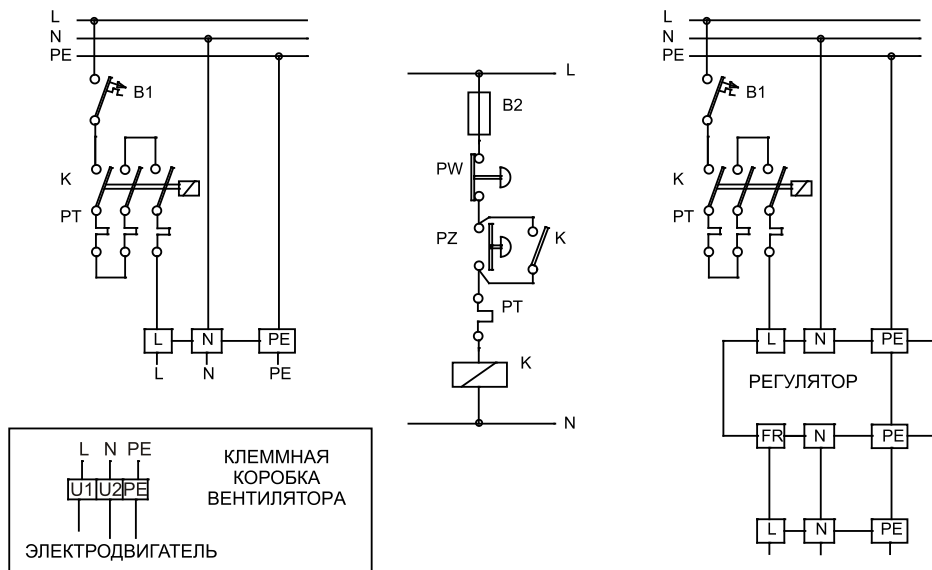 L
N
PE
B1
K
PT
L N PE
L N PE
L
B2
PW
PZ K
PT
K
N
L
N
PE
B1
K
PT
L N PE
РЕГУЛЯТОР
FR N PE
L N PE
L N PE
U1 U2 PE
ЭЛЕКТРОДВИГАТЕЛЬ
КЛЕММНАЯ
КОРОБКА
ВЕНТИЛЯТОРА